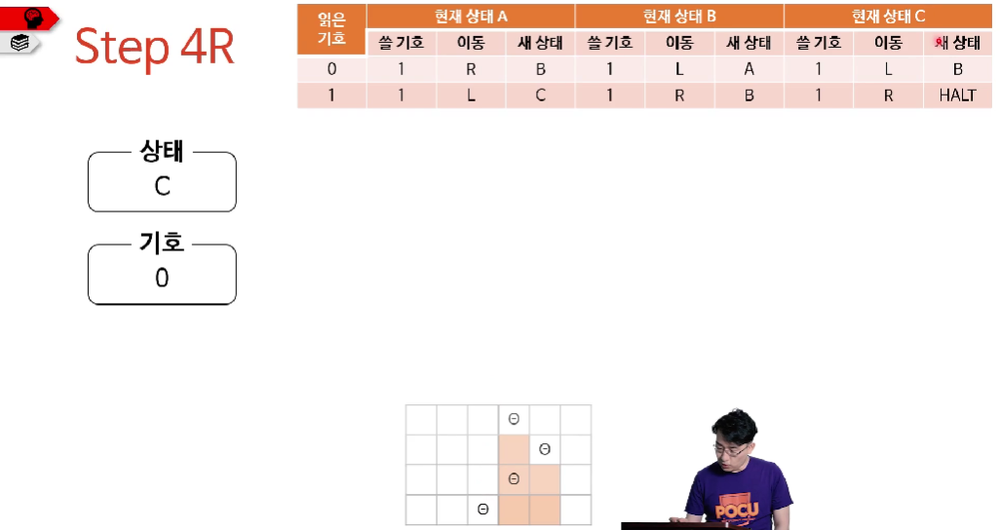 Step 4R
읽은 기호 현재 상태 A 현재 상태 B 현재 상태 C
쓸 기호 이동 새 상태 쓸 기호 이동 새 상태 쓸 기호 이동 새 상태
0 1 R B 1 L A 1 L B
1 1 L C 1 R B 1 R HALT
상태
C
기호
0
Θ
Θ
Θ
Θ
POCU